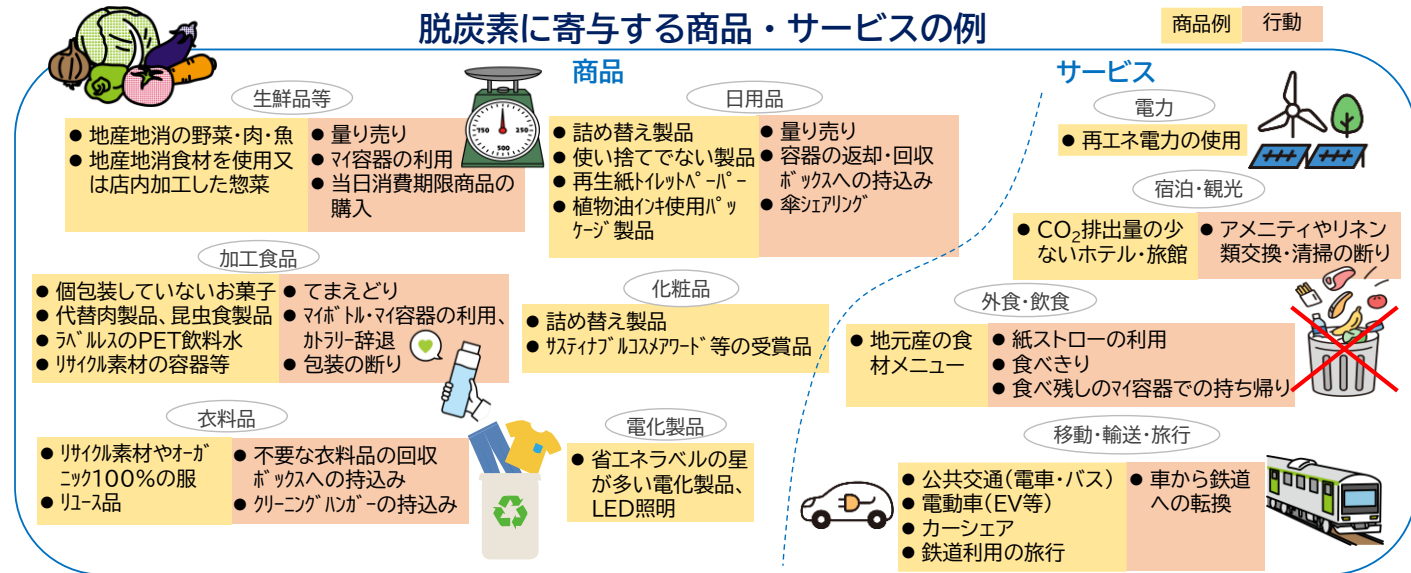 脱炭素に寄与する商品・サービスの例
商品例 行動
商品
サービス
生鮮品等
● 地産地消の野菜・肉・魚
● 地産地消食材を使用又
は店内加工した惣菜
● 量り売り
● ﾏｲ容器の利用
● 当日消費期限商品の
購入
750 250
500
日用品
● 詰め替え製品
● 使い捨てでない製品
● 再生紙ﾄｲﾚｯﾄﾍﾟｰﾊﾟｰ
● 植物油ｲﾝｷ使用ﾊﾟｯ
ｹｰｼﾞ製品
● 量り売り
● 容器の返却・回収
ﾎﾞｯｸｽへの持込み
● 傘ｼｪｱﾘﾝｸﾞ
電力
● 再エネ電力の使用
宿泊・観光
● CO₂排出量の少
ないホテル・旅館
● アメニティやリネン
類交換・清掃の断り
加工食品
● 個包装していないお菓子
● 代替肉製品、昆虫食製品
● ﾗﾍﾞﾙﾚｽのPET飲料水
● ﾘｻｲｸﾙ素材の容器等
● てまえどり
● ﾏｲﾎﾞﾄﾙ・ﾏｲ容器の利用、
ｶﾄﾗﾘｰ辞退
● 包装の断り
化粧品
● 詰め替え製品
● ｻｽﾃｨﾅﾌﾞﾙｺｽﾒｱﾜｰﾄﾞ等の受賞品
外食・飲食
● 地元産の食
材メニュー
● 紙ストローの利用
● 食べきり
● 食べ残しのﾏｲ容器での持ち帰り
衣料品
● ﾘｻｲｸﾙ素材やｵｰｶﾞ
ﾆｯｸ100%の服
● ﾘﾕｰｽ品
● 不要な衣料品の回収
ﾎﾞｯｸｽへの持込み
● ｸﾘｰﾆﾝｸﾞﾊﾝｶﾞｰの持込み
電化製品
● 省エネラベルの星
が多い電化製品、
LED照明
移動・輸送・旅行
● 公共交通(電車・バス)
● 電動車(EV等)
● カーシェア
● 鉄道利用の旅行
● 車から鉄道
への転換